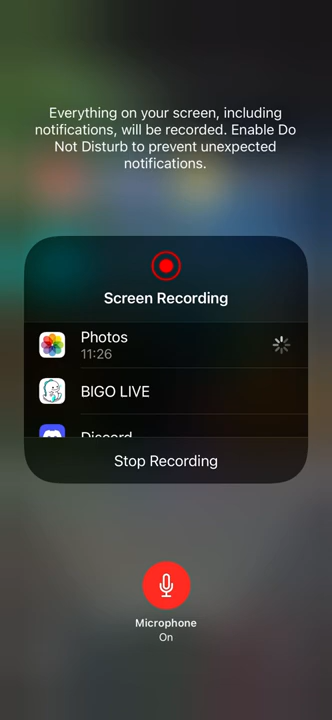 Everything on your screen, including
notifications, will be recorded. Enable Do
Not Disturb to prevent unexpected
notifications.
Screen Recording
Photos
11:26
BIGO LIVE
Discord
Stop Recording
Microphone
On